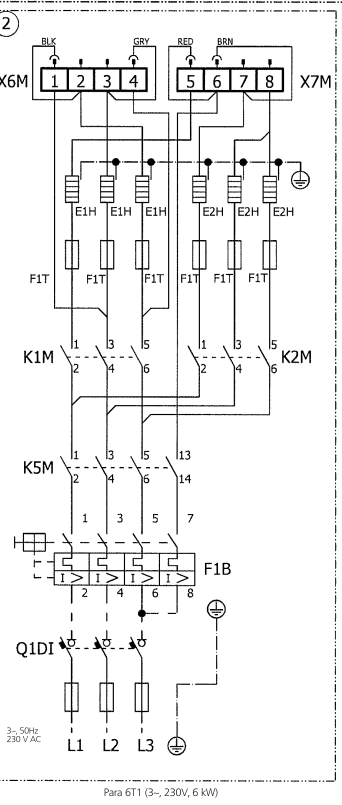 2
BLK GRY RED BRN
X6M 1 2 3 4 5 6 7 8 X7M
E1H E1H E1H E2H E2H E2H
F1T F1T F1T F1T F1T F1T
K1M 1 3 5 1 3 5 K2M
2 4 6 2 4 6
K5M 1 3 5 13
2 4 6 14
1 3 5 7
I > I > I > I > F1B
2 4 6 8
Q1DI
3~, 50Hz
230 V AC
L1 L2 L3
Para 6T1 (3~, 230V, 6 kW)